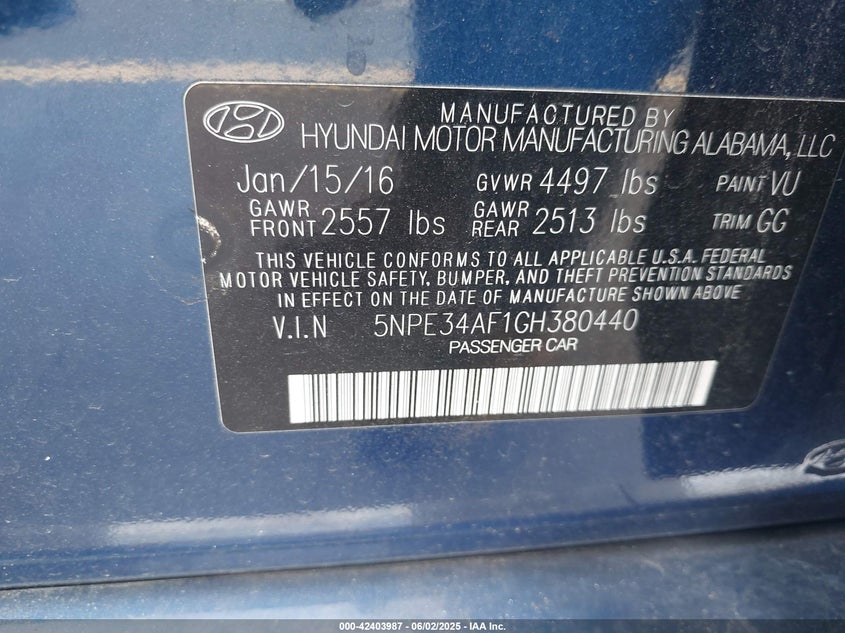 MANUFACTURED BY
HYUNDAI MOTOR MANUFACTURING ALABAMA, LLC
Jan/15/16 GVWR 4497 lbs PAINT VU
GAWR FRONT 2557 lbs GAWR REAR 2513 lbs TRIM GG
THIS VEHICLE CONFORMS TO ALL APPLICABLE U.S.A. FEDERAL
MOTOR VEHICLE SAFETY, BUMPER, AND THEFT PREVENTION STANDARDS
IN EFFECT ON THE DATE OF MANUFACTURE SHOWN ABOVE
V.I.N 5NPE34AF1GH380440
PASSENGER CAR
000-42403987 - 06/02/2025 - IAA Inc.